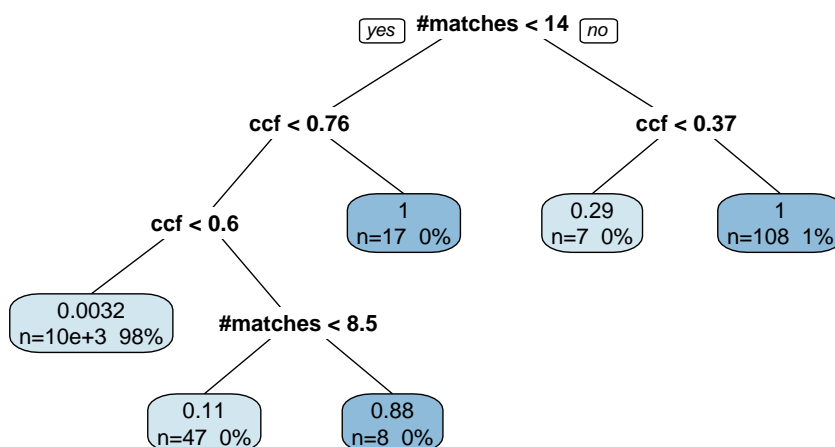 yes #matches < 14 no
ccf < 0.76 ccf < 0.37
ccf < 0.6
1
n=17 0%
0.29
n=7 0%
1
n=108 1%
0.0032
n=10e+3 98%
#matches < 8.5
0.11
n=47 0%
0.88
n=8 0%